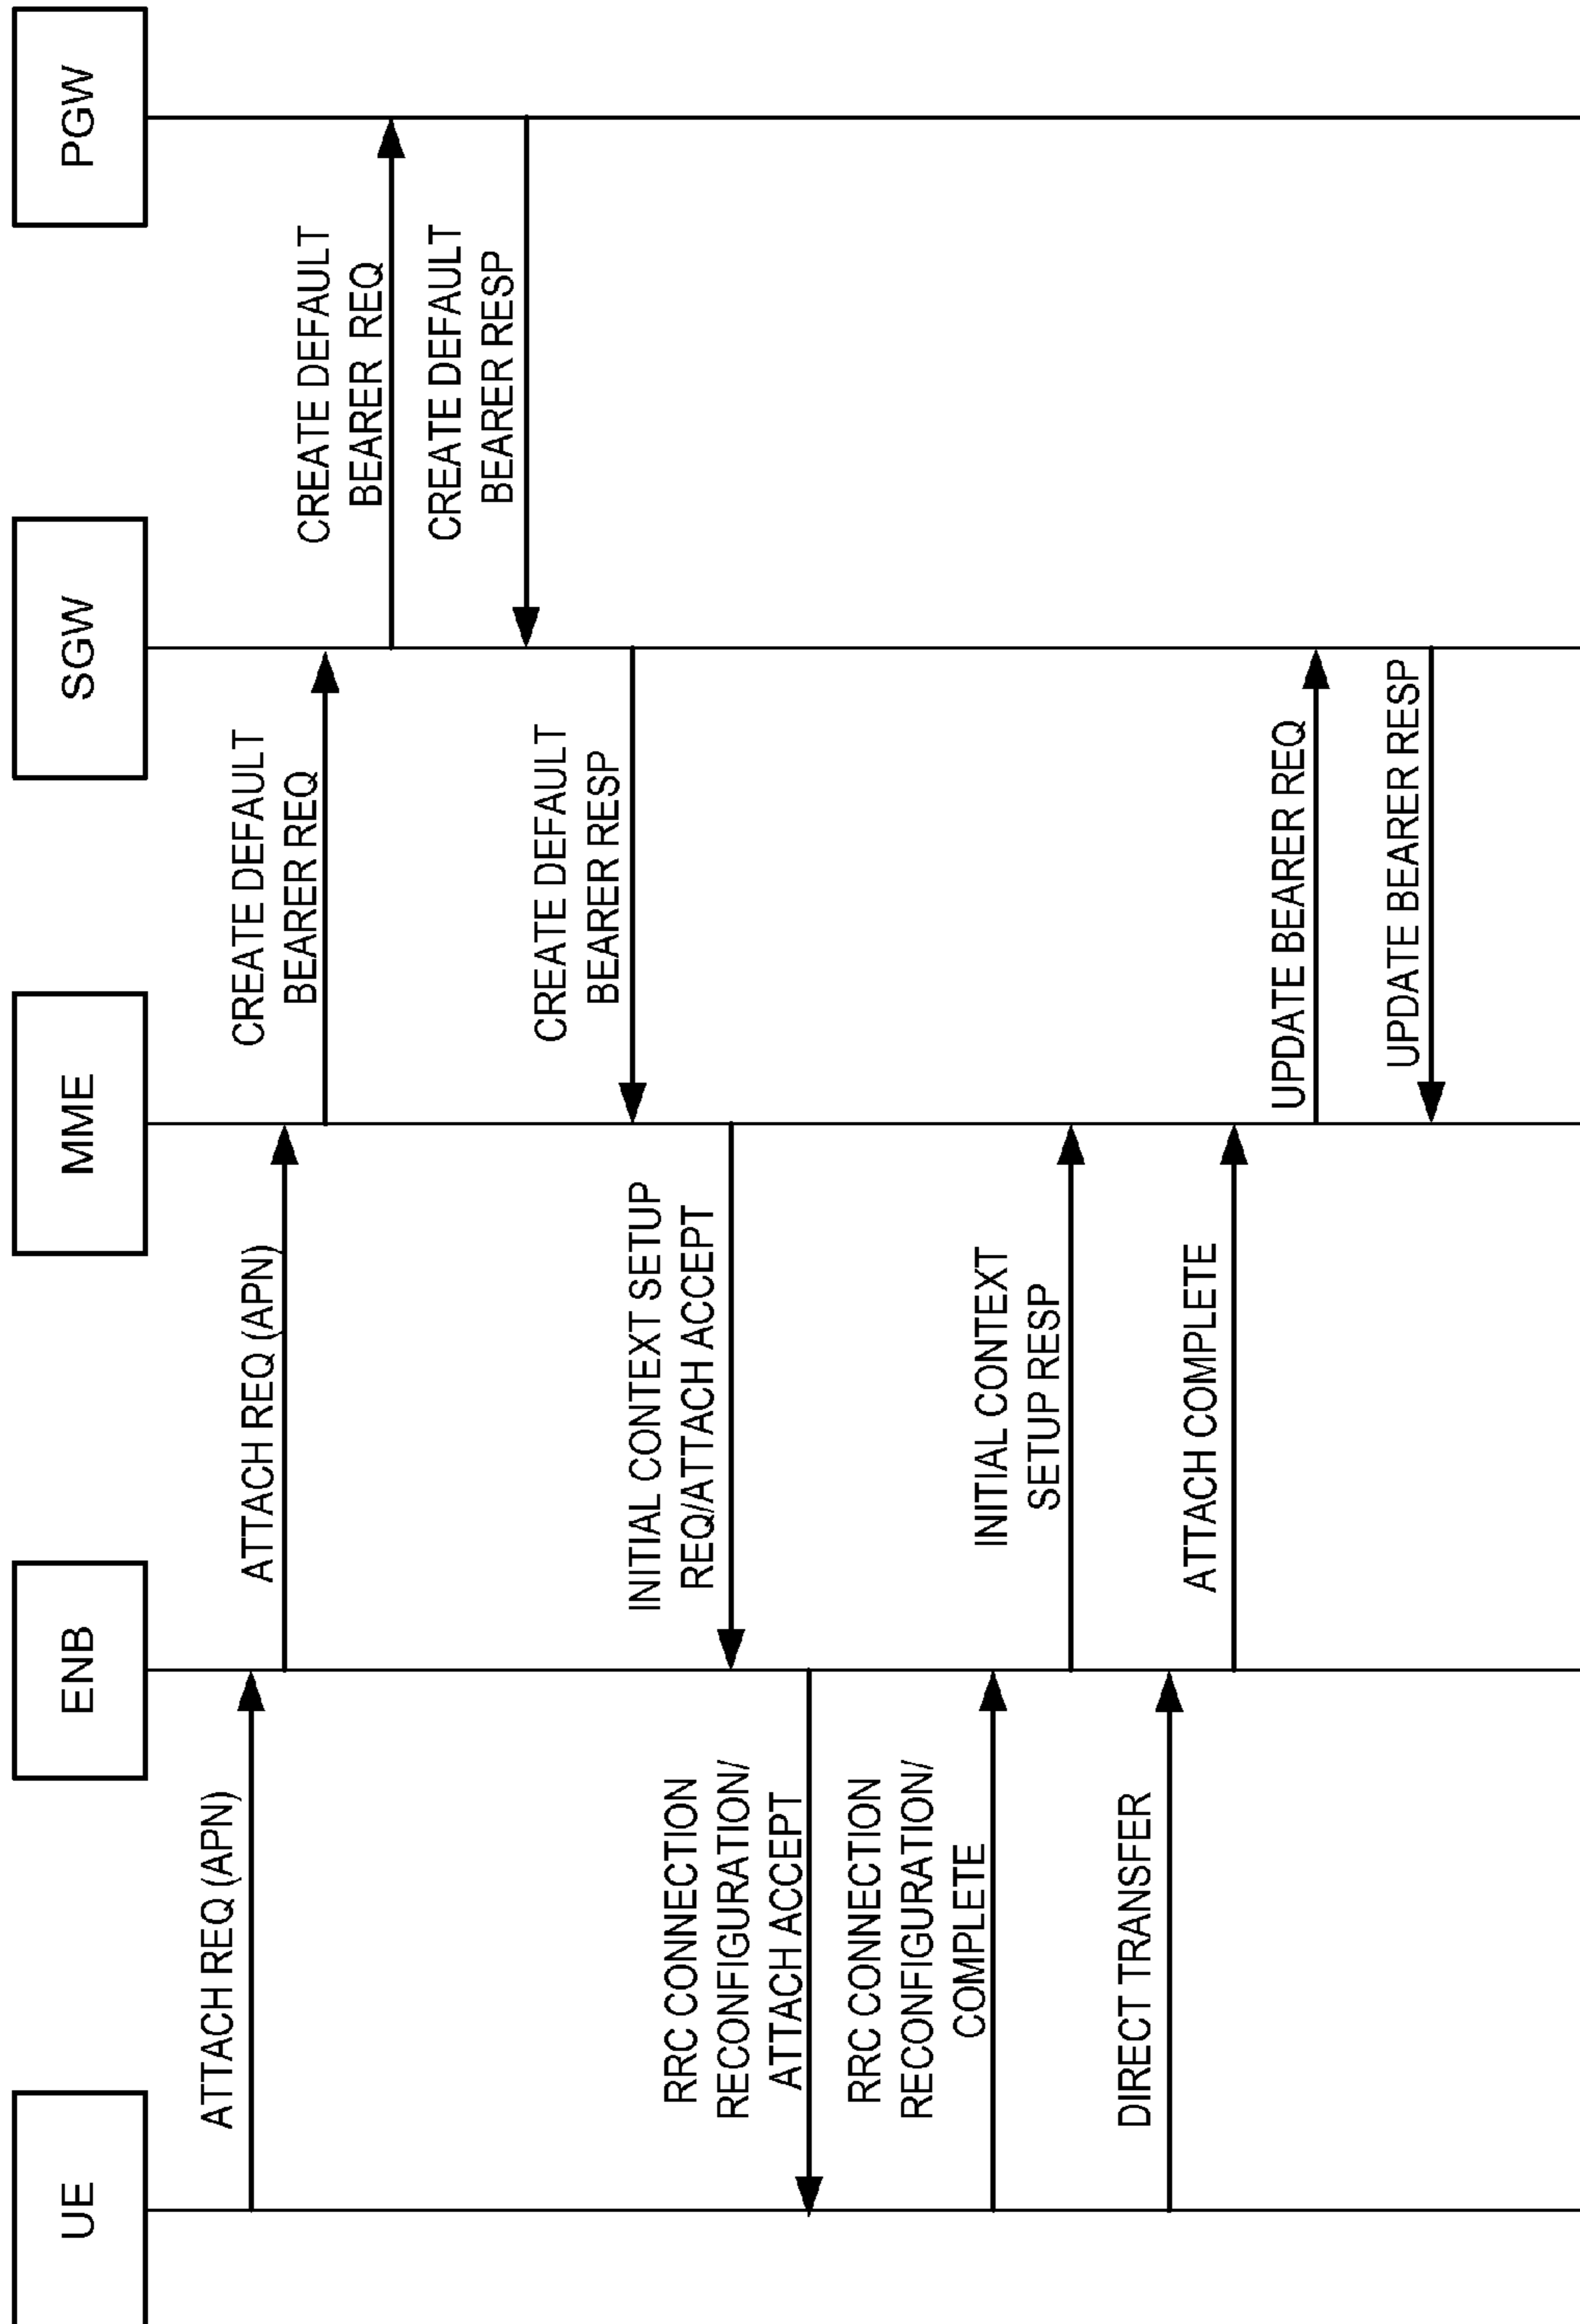 UE
ENB
MME
SGW
PGW
ATTACH REQ (APN)
ATTACH REQ (APN)
CREATE DEFAULT
BEARER REQ
CREATE DEFAULT
BEARER REQ
CREATE DEFAULT
BEARER RESP
CREATE DEFAULT
BEARER RESP
INITIAL CONTEXT SETUP
REQ/ATTACH ACCEPT
RRC CONNECTION
RECONFIGURATION/
ATTACH ACCEPT
RRC CONNECTION
RECONFIGURATION/
COMPLETE
INITIAL CONTEXT
SETUP RESP
DIRECT TRANSFER
ATTACH COMPLETE
UPDATE BEARER REQ
UPDATE BEARER RESP